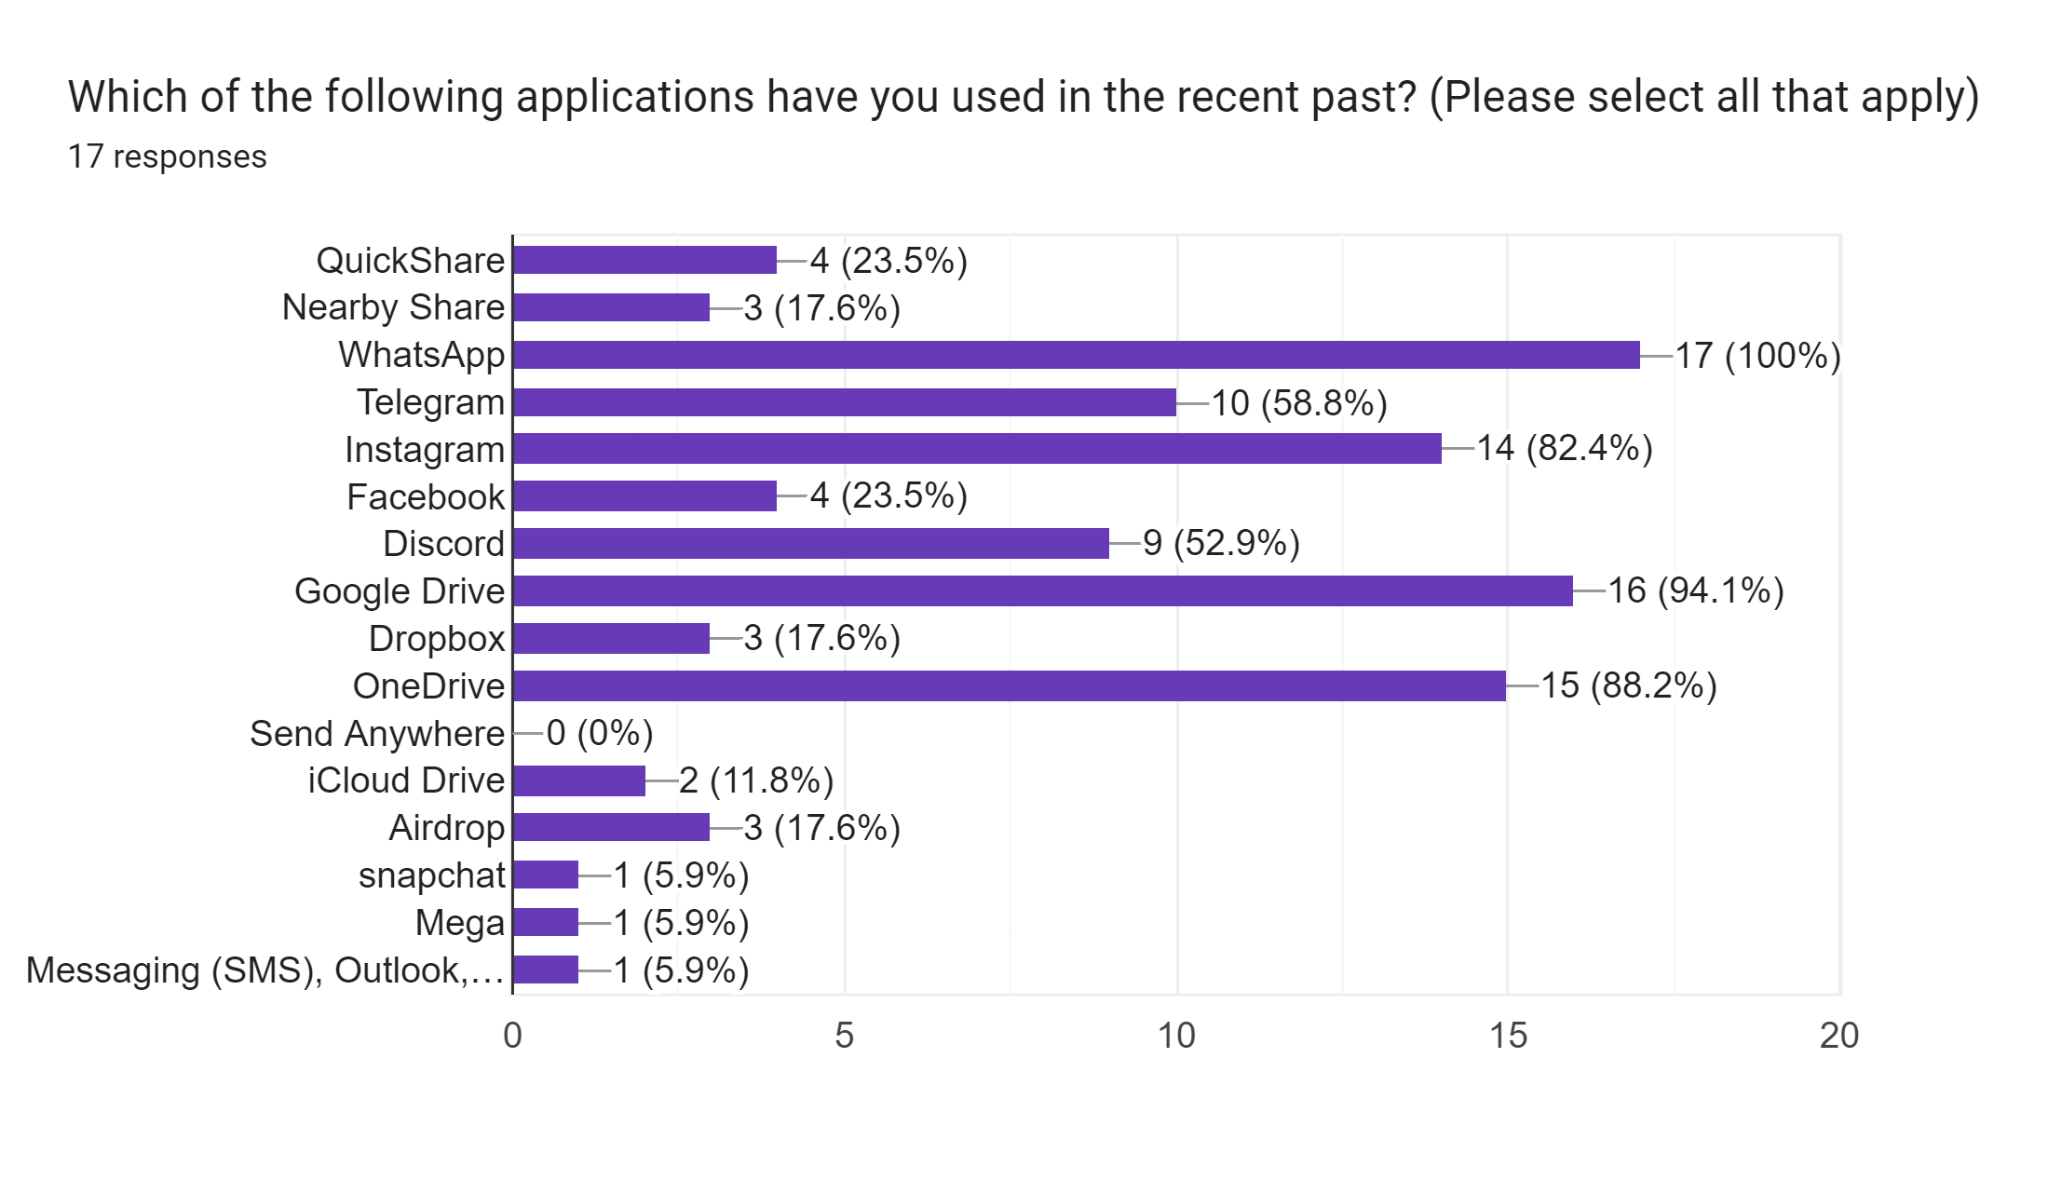 Which of the following applications have you used in the recent past? (Please select all that apply)
17 responses
QuickShare 4 (23.5%)
Nearby Share 3 (17.6%)
WhatsApp 17 (100%)
Telegram 10 (58.8%)
Instagram 14 (82.4%)
Facebook 4 (23.5%)
Discord 9 (52.9%)
Google Drive 16 (94.1%)
Dropbox 3 (17.6%)
OneDrive 15 (88.2%)
Send Anywhere 0 (0%)
iCloud Drive 2 (11.8%)
Airdrop 3 (17.6%)
snapchat 1 (5.9%)
Mega 1 (5.9%)
Messaging (SMS), Outlook,… 1 (5.9%)
0 5 10 15 20